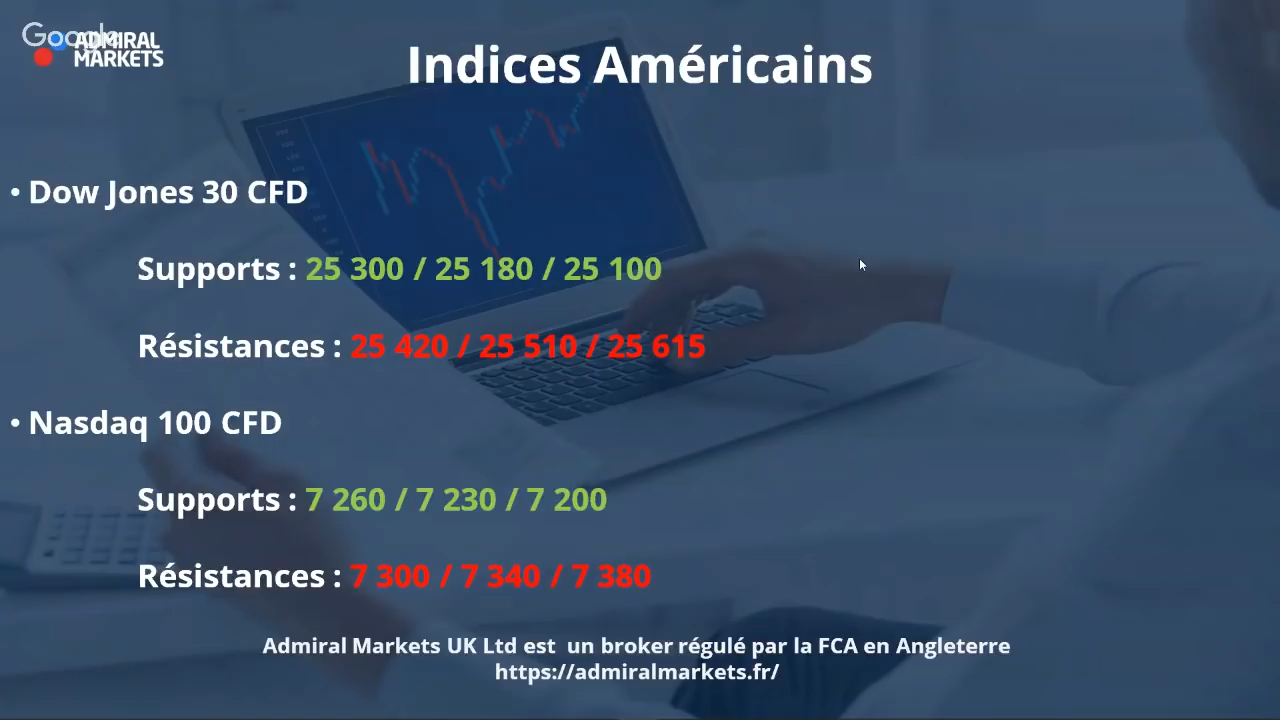 Google
ADMIRAL
MARKETS
Indices Américains
• Dow Jones 30 CFD
Supports : 25 300 / 25 180 / 25 100
Résistances : 25 420 / 25 510 / 25 615
• Nasdaq 100 CFD
Supports : 7 260 / 7 230 / 7 200
Résistances : 7 300 / 7 340 / 7 380
Admiral Markets UK Ltd est  un broker régulé par la FCA en Angleterre
https://admiralmarkets.fr/